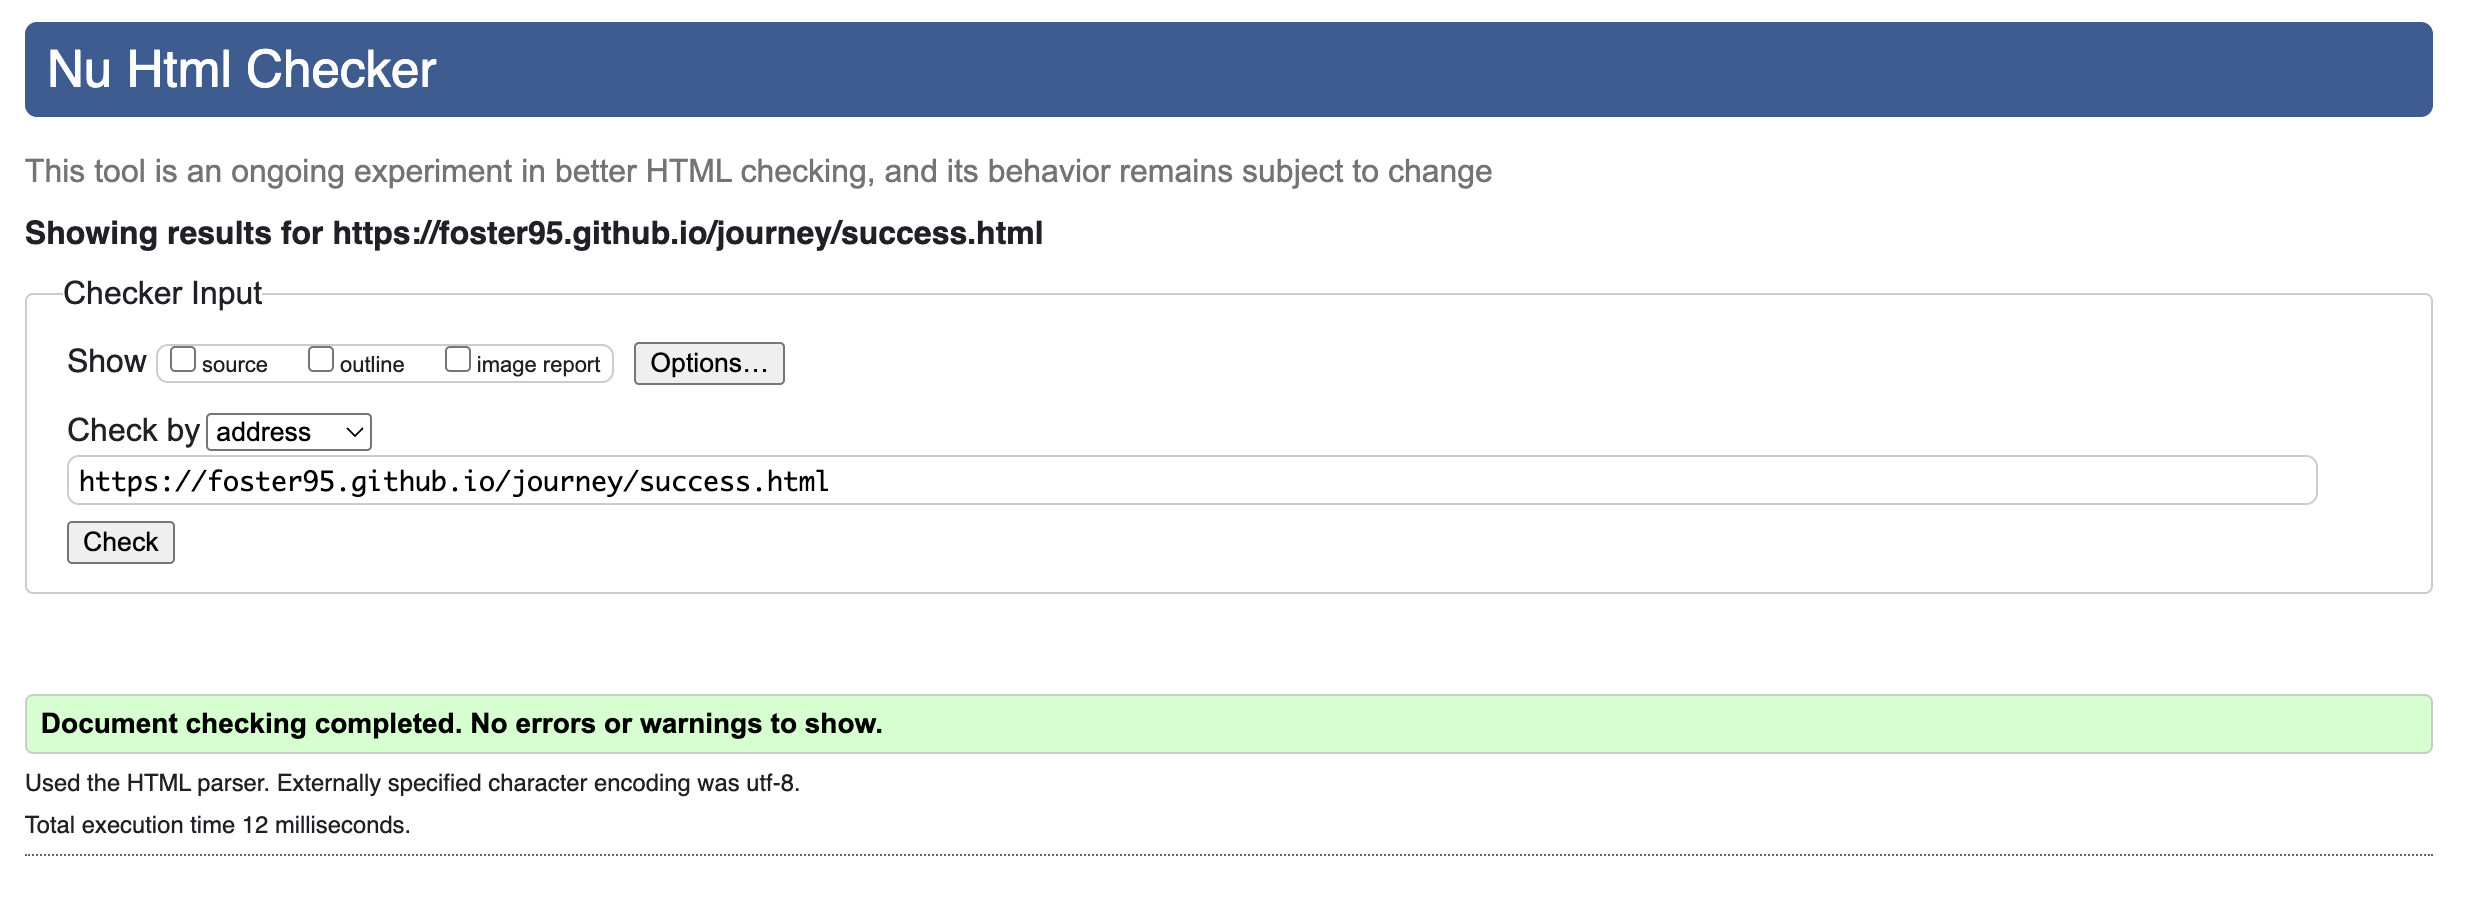 Nu Html Checker
This tool is an ongoing experiment in better HTML checking, and its behavior remains subject to change
Showing results for https://foster95.github.io/journey/success.html
Checker Input
Show source outline image report Options...
Check by address
https://foster95.github.io/journey/success.html
Check
Document checking completed. No errors or warnings to show.
Used the HTML parser. Externally specified character encoding was utf-8.
Total execution time 12 milliseconds.